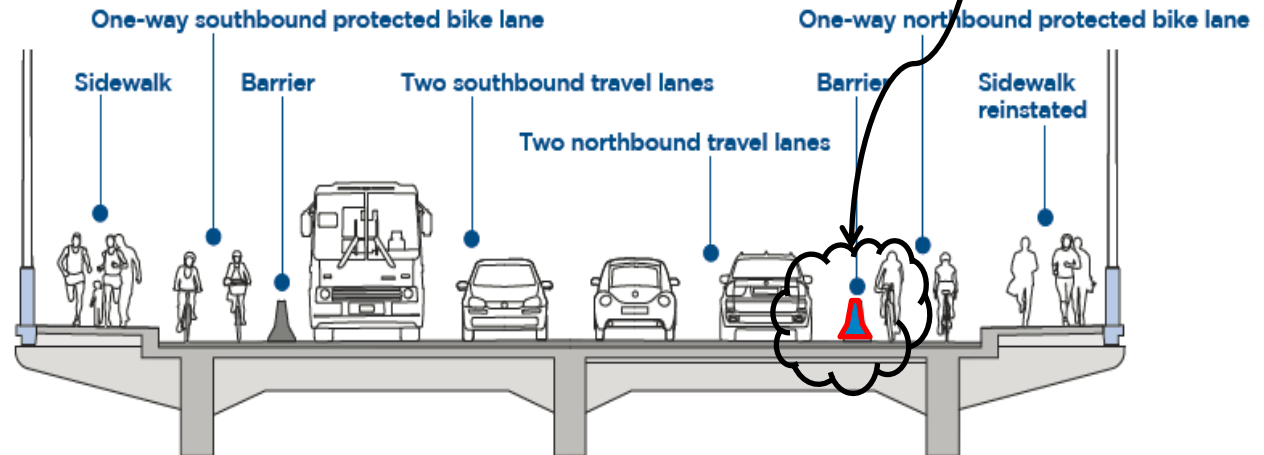 One-way southbound protected bike lane
One-way northbound protected bike lane
Sidewalk
Barrier
Two southbound travel lanes
Barrier
Sidewalk
reinstated
Two northbound travel lanes